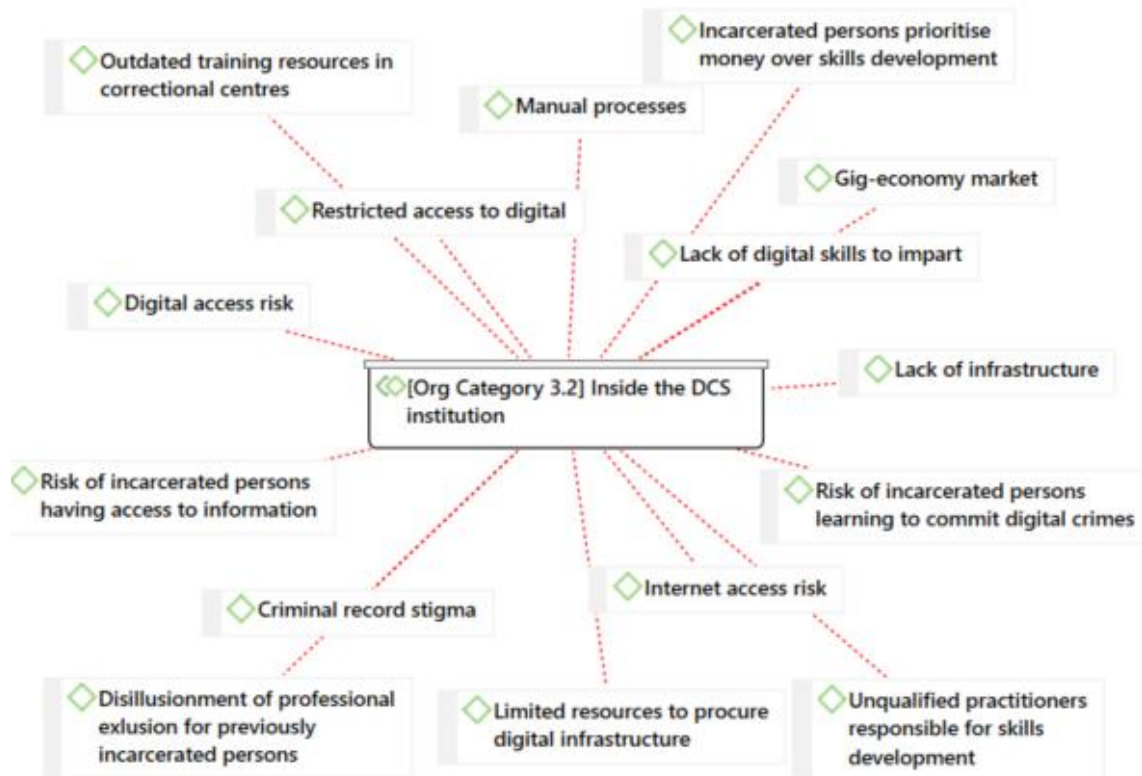 Incarcerated persons prioritise
money over skills development
Outdated training resources in
correctional centres
Manual processes
Gig-economy market
Restricted access to digital
Lack of digital skills to impart
Digital access risk
Lack of infrastructure
[Org Category 3.2] Inside the DCS
institution
Risk of incarcerated persons
having access to information
Risk of incarcerated persons
learning to commit digital crimes
Internet access risk
Criminal record stigma
Disillusionment of professional
exlusion for previously
incarcerated persons
Limited resources to procure
digital infrastructure
Unqualified practitioners
responsible for skills
development